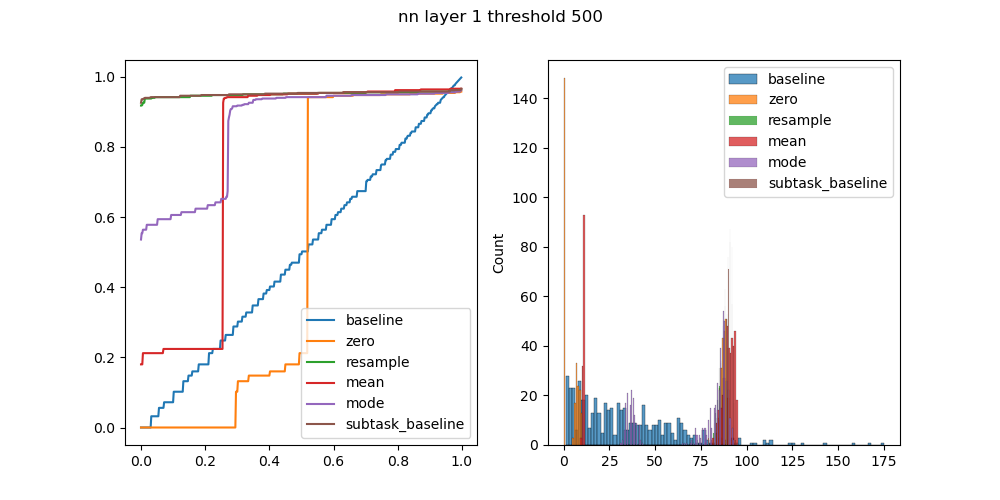 nn layer 1 threshold 500
1.0
0.8
0.6
0.4
0.2
0.0
0.0 0.2 0.4 0.6 0.8 1.0
baseline
zero
resample
mean
mode
subtask_baseline
Count
140
120
100
80
60
40
20
0
0 25 50 75 100 125 150 175
baseline
zero
resample
mean
mode
subtask_baseline